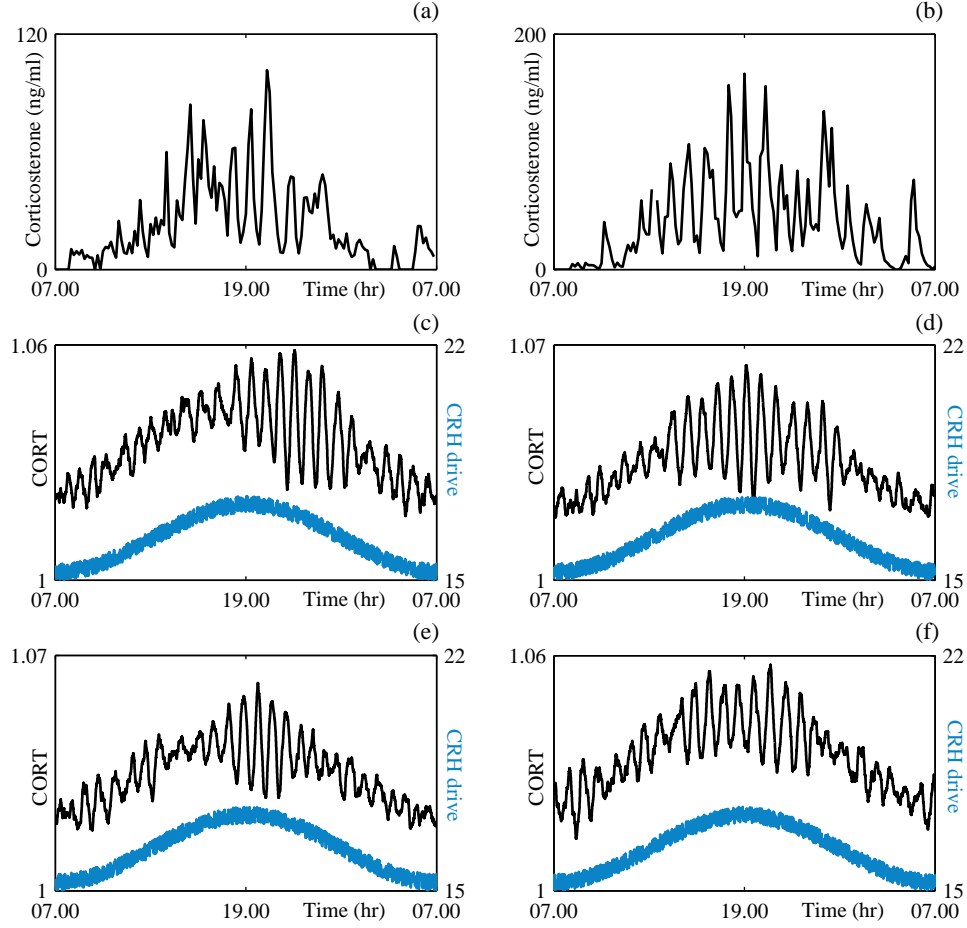 (a)
120
Corticosterone (ng/ml)
0
07.00 19.00 Time (hr) 07.00
(b)
200
Corticosterone (ng/ml)
0
07.00 19.00 Time (hr) 07.00
(c)
1.06 22
CORT
CRH drive
1 15
07.00 19.00 Time (hr) 07.00
(d)
1.07 22
CORT
CRH drive
1 15
07.00 19.00 Time (hr) 07.00
(e)
1.07 22
CORT
CRH drive
1 15
07.00 19.00 Time (hr) 07.00
(f)
1.06 22
CORT
CRH drive
1 15
07.00 19.00 Time (hr) 07.00